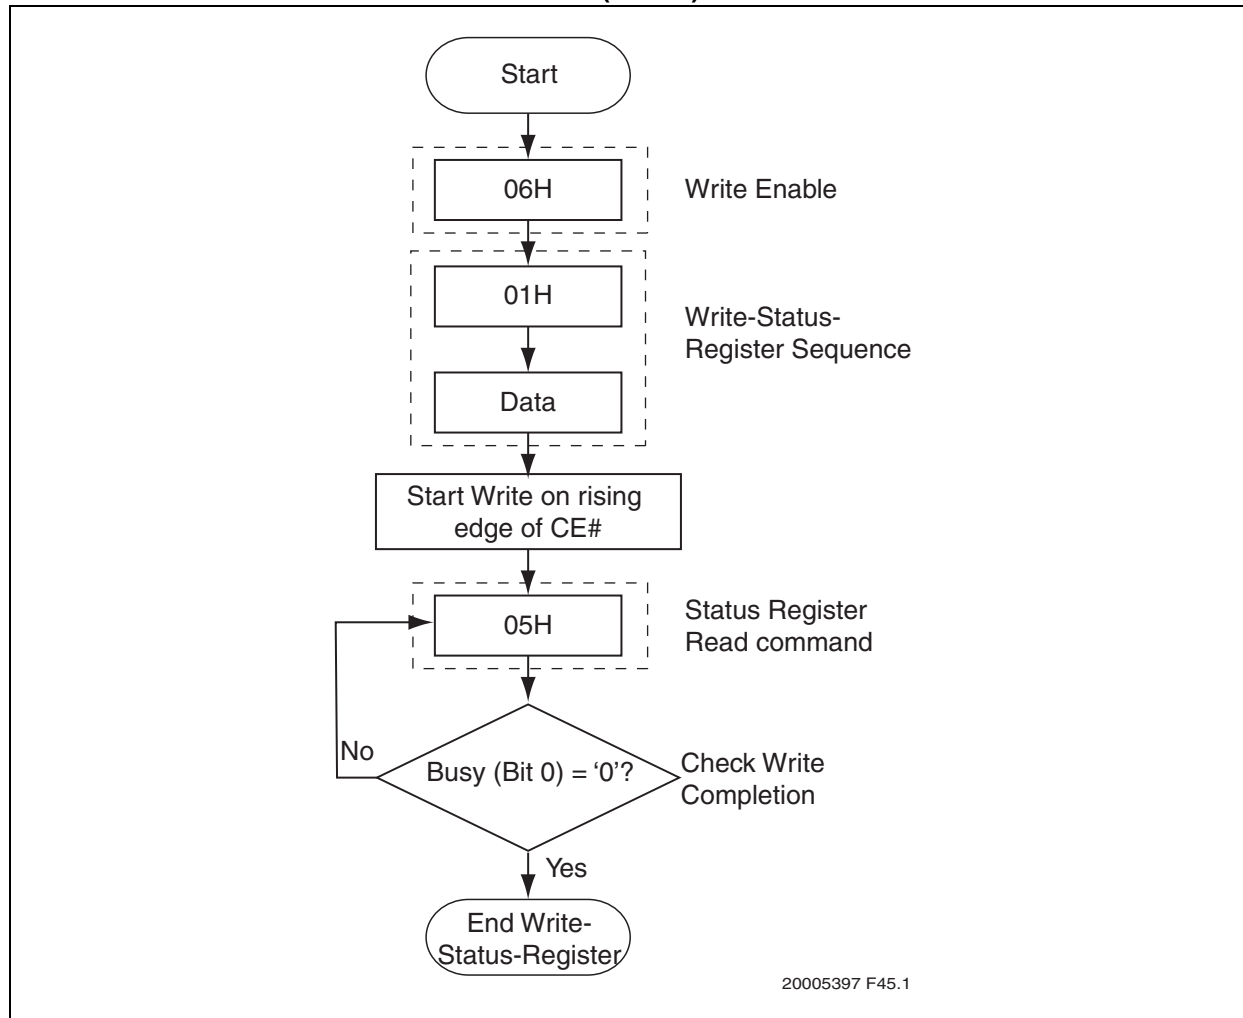 Start
06H
Write Enable
01H
Write-Status-
Register Sequence
Data
Start Write on rising
edge of CE#
05H
Status Register
Read command
No
Busy (Bit 0) = ‘0’?
Check Write
Completion
Yes
End Write-
Status-Register
20005397 F45.1